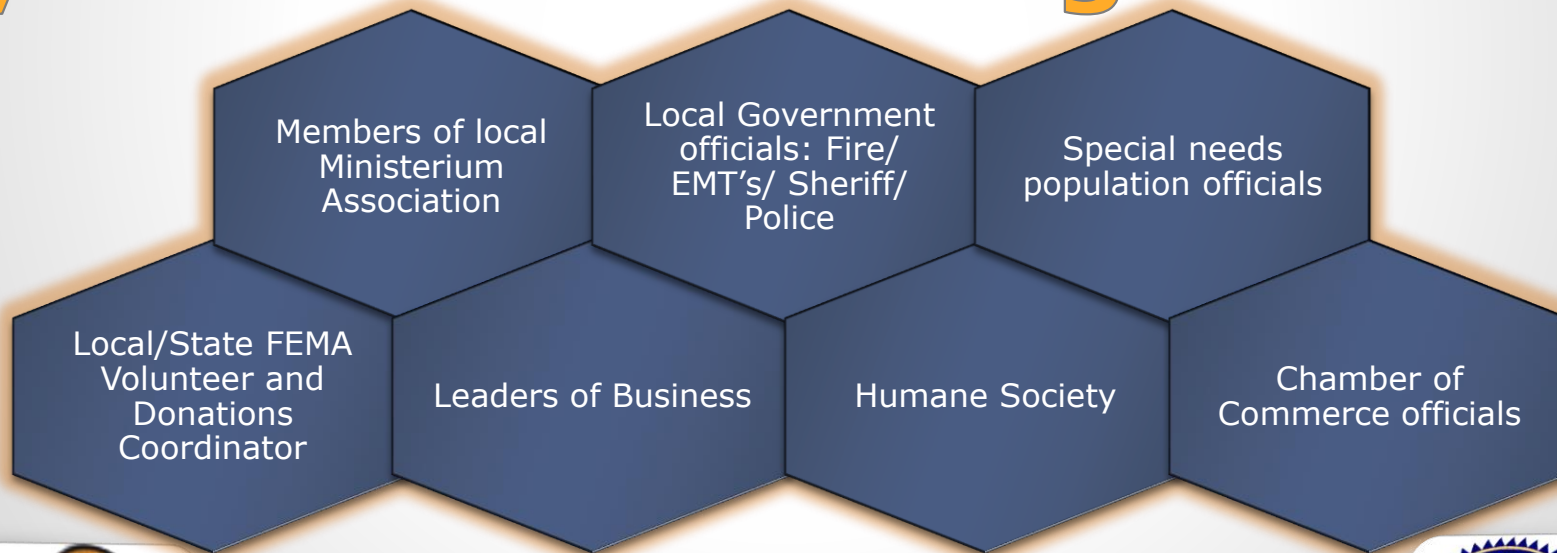 Members of local
Ministerium
Association
Local Government
officials: Fire/
EMT’s/ Sheriff/
Police
Special needs
population officials
Local/State FEMA
Volunteer and
Donations
Coordinator
Leaders of Business
Humane Society
Chamber of
Commerce officials